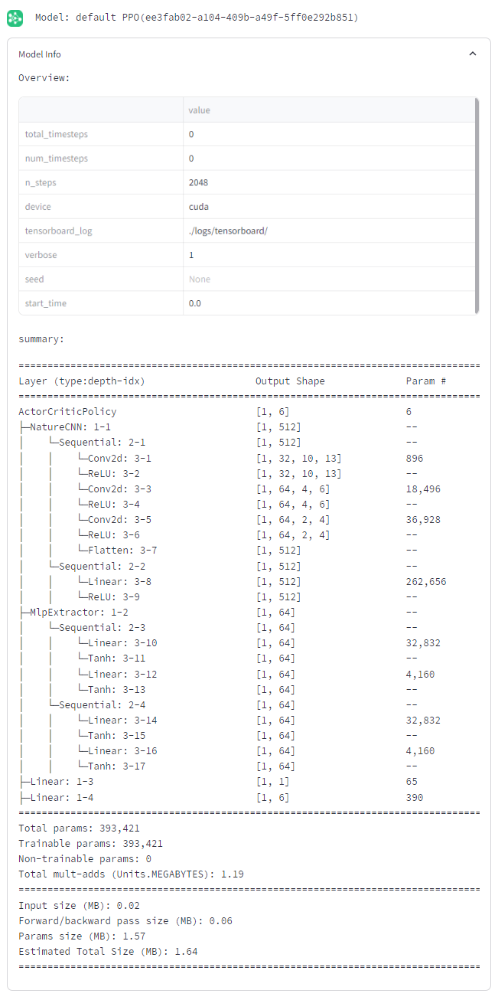 Model: default PPO(ee3fab02-a104-409b-a49f-5ff0e292b851)
Model Info
Overview:
value
total_timesteps 0
num_timesteps 0
n_steps 2048
device cuda
tensorboard_log ./logs/tensorboard/
verbose 1
seed None
start_time 0.0
summary:
================================================================================
Layer (type:depth-idx) Output Shape Param #
================================================================================
ActorCriticPolicy [1, 6] 6
├─NatureCNN: 1-1 [1, 512] --
│ └─Sequential: 2-1 [1, 512] --
│ │ └─Conv2d: 3-1 [1, 32, 10, 13] 896
│ │ └─ReLU: 3-2 [1, 32, 10, 13] --
│ │ └─Conv2d: 3-3 [1, 64, 4, 6] 18,496
│ │ └─ReLU: 3-4 [1, 64, 4, 6] --
│ │ └─Conv2d: 3-5 [1, 64, 2, 4] 36,928
│ │ └─ReLU: 3-6 [1, 64, 2, 4] --
│ │ └─Flatten: 3-7 [1, 512] --
│ └─Sequential: 2-2 [1, 512] --
│ │ └─Linear: 3-8 [1, 512] 262,656
│ │ └─ReLU: 3-9 [1, 512] --
├─MlpExtractor: 1-2 [1, 64] --
│ └─Sequential: 2-3 [1, 64] --
│ │ └─Linear: 3-10 [1, 64] 32,832
│ │ └─Tanh: 3-11 [1, 64] --
│ │ └─Linear: 3-12 [1, 64] 4,160
│ │ └─Tanh: 3-13 [1, 64] --
│ └─Sequential: 2-4 [1, 64] --
│ │ └─Linear: 3-14 [1, 64] 32,832
│ │ └─Tanh: 3-15 [1, 64] --
│ │ └─Linear: 3-16 [1, 64] 4,160
│ │ └─Tanh: 3-17 [1, 64] --
├─Linear: 1-3 [1, 1] 65
├─Linear: 1-4 [1, 6] 390
================================================================================
Total params: 393,421
Trainable params: 393,421
Non-trainable params: 0
Total mult-adds (Units.MEGABYTES): 1.19
================================================================================
Input size (MB): 0.02
Forward/backward pass size (MB): 0.06
Params size (MB): 1.57
Estimated Total Size (MB): 1.64
================================================================================